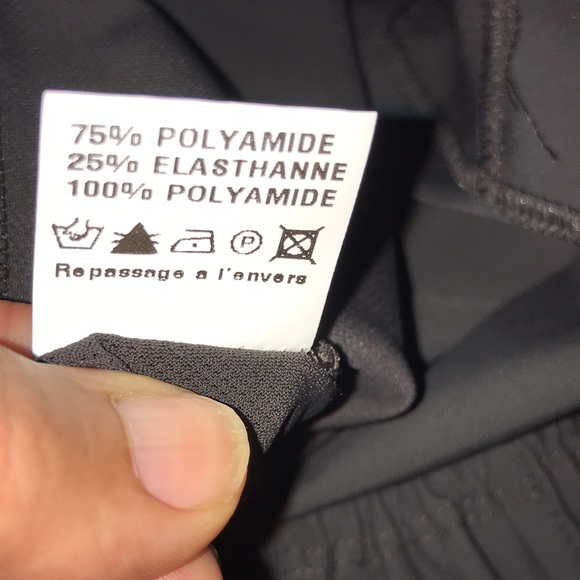 75% POLYAMIDE
25% ELASTHANNE
100% POLYAMIDE
P
Repassage a l'envers